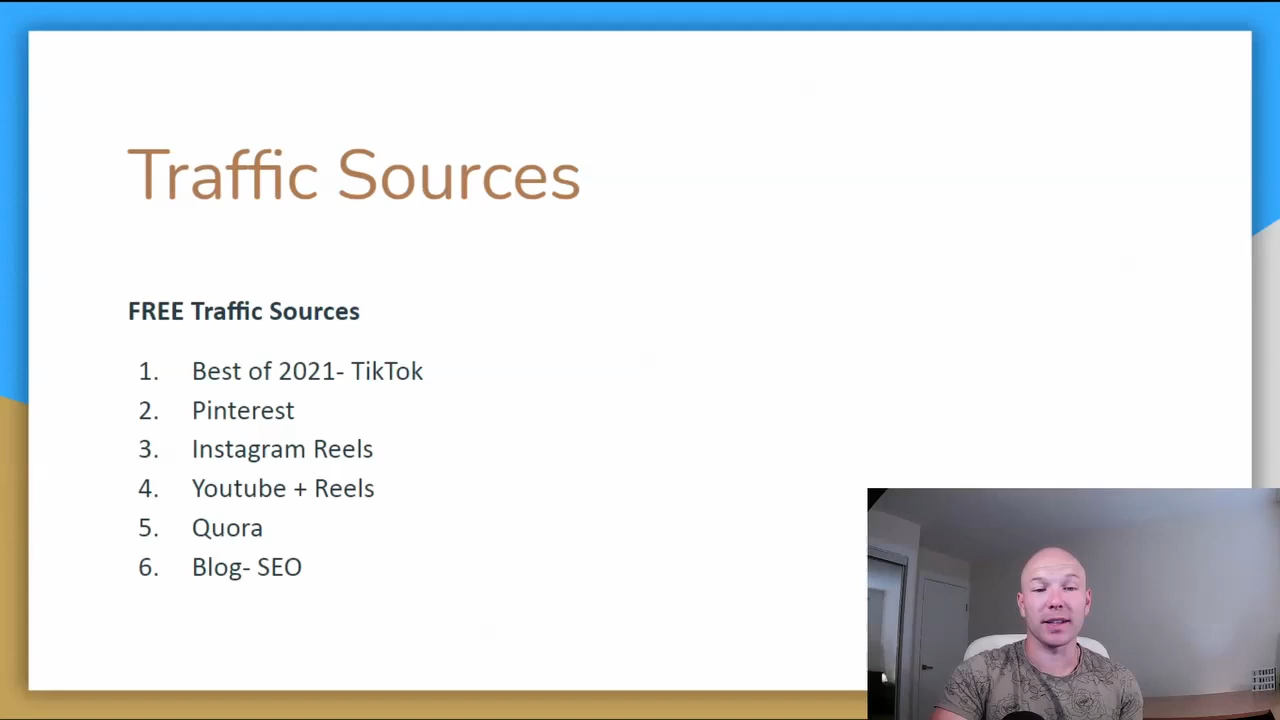 Traffic Sources
FREE Traffic Sources
1. Best of 2021- TikTok
2. Pinterest
3. Instagram Reels
4. Youtube + Reels
5. Quora
6. Blog- SEO